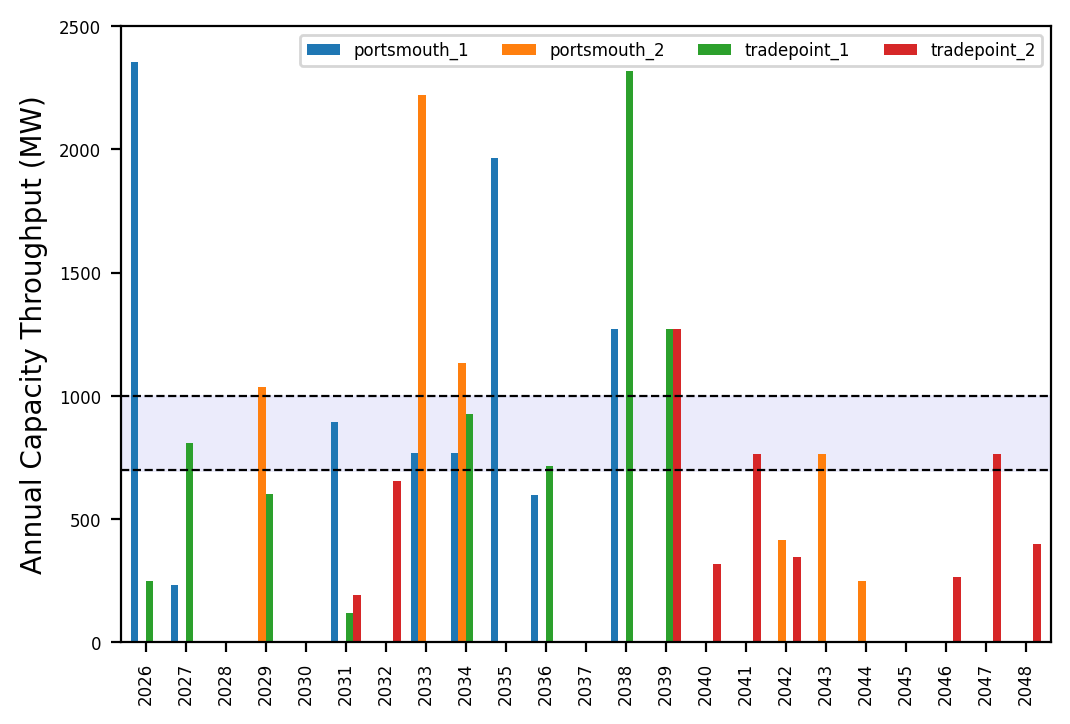 portsmouth_1 portsmouth_2 tradepoint_1 tradepoint_2
Annual Capacity Throughput (MW)
2500
2000
1500
1000
500
0
2026 2027 2028 2029 2030 2031 2032 2033 2034 2035 2036 2037 2038 2039 2040 2041 2042 2043 2044 2045 2046 2047 2048